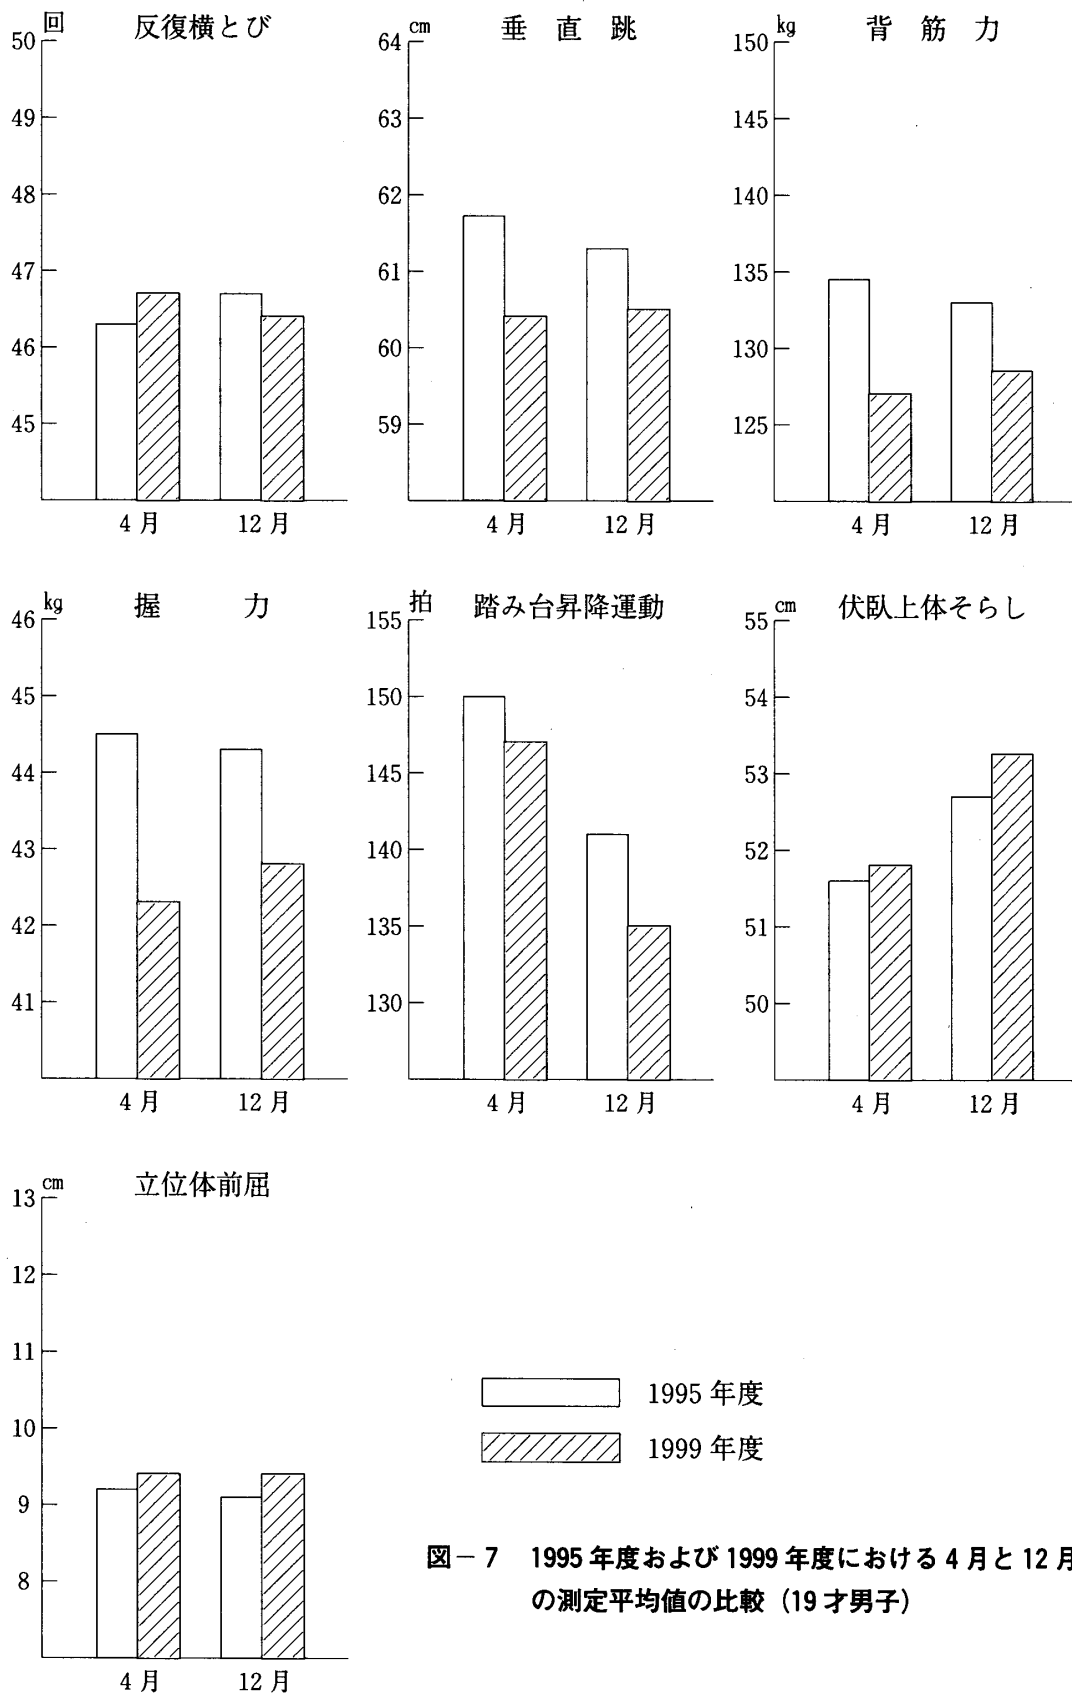 回 反復横とび
50
49
48
47
46
45
4月 12月
cm 垂直跳
64
63
62
61
60
59
4月 12月
kg 背筋力
150
145
140
135
130
125
4月 12月
kg 握力
46
45
44
43
42
41
4月 12月
拍 踏み台昇降運動
155
150
145
140
135
130
4月 12月
cm 伏臥上体そらし
55
54
53
52
51
50
4月 12月
cm 立位体前屈
13
12
11
10
9
8
4月 12月
1995年度
1999年度
図-7 1995年度および1999年度における4月と12月
の測定平均値の比較(19才男子)